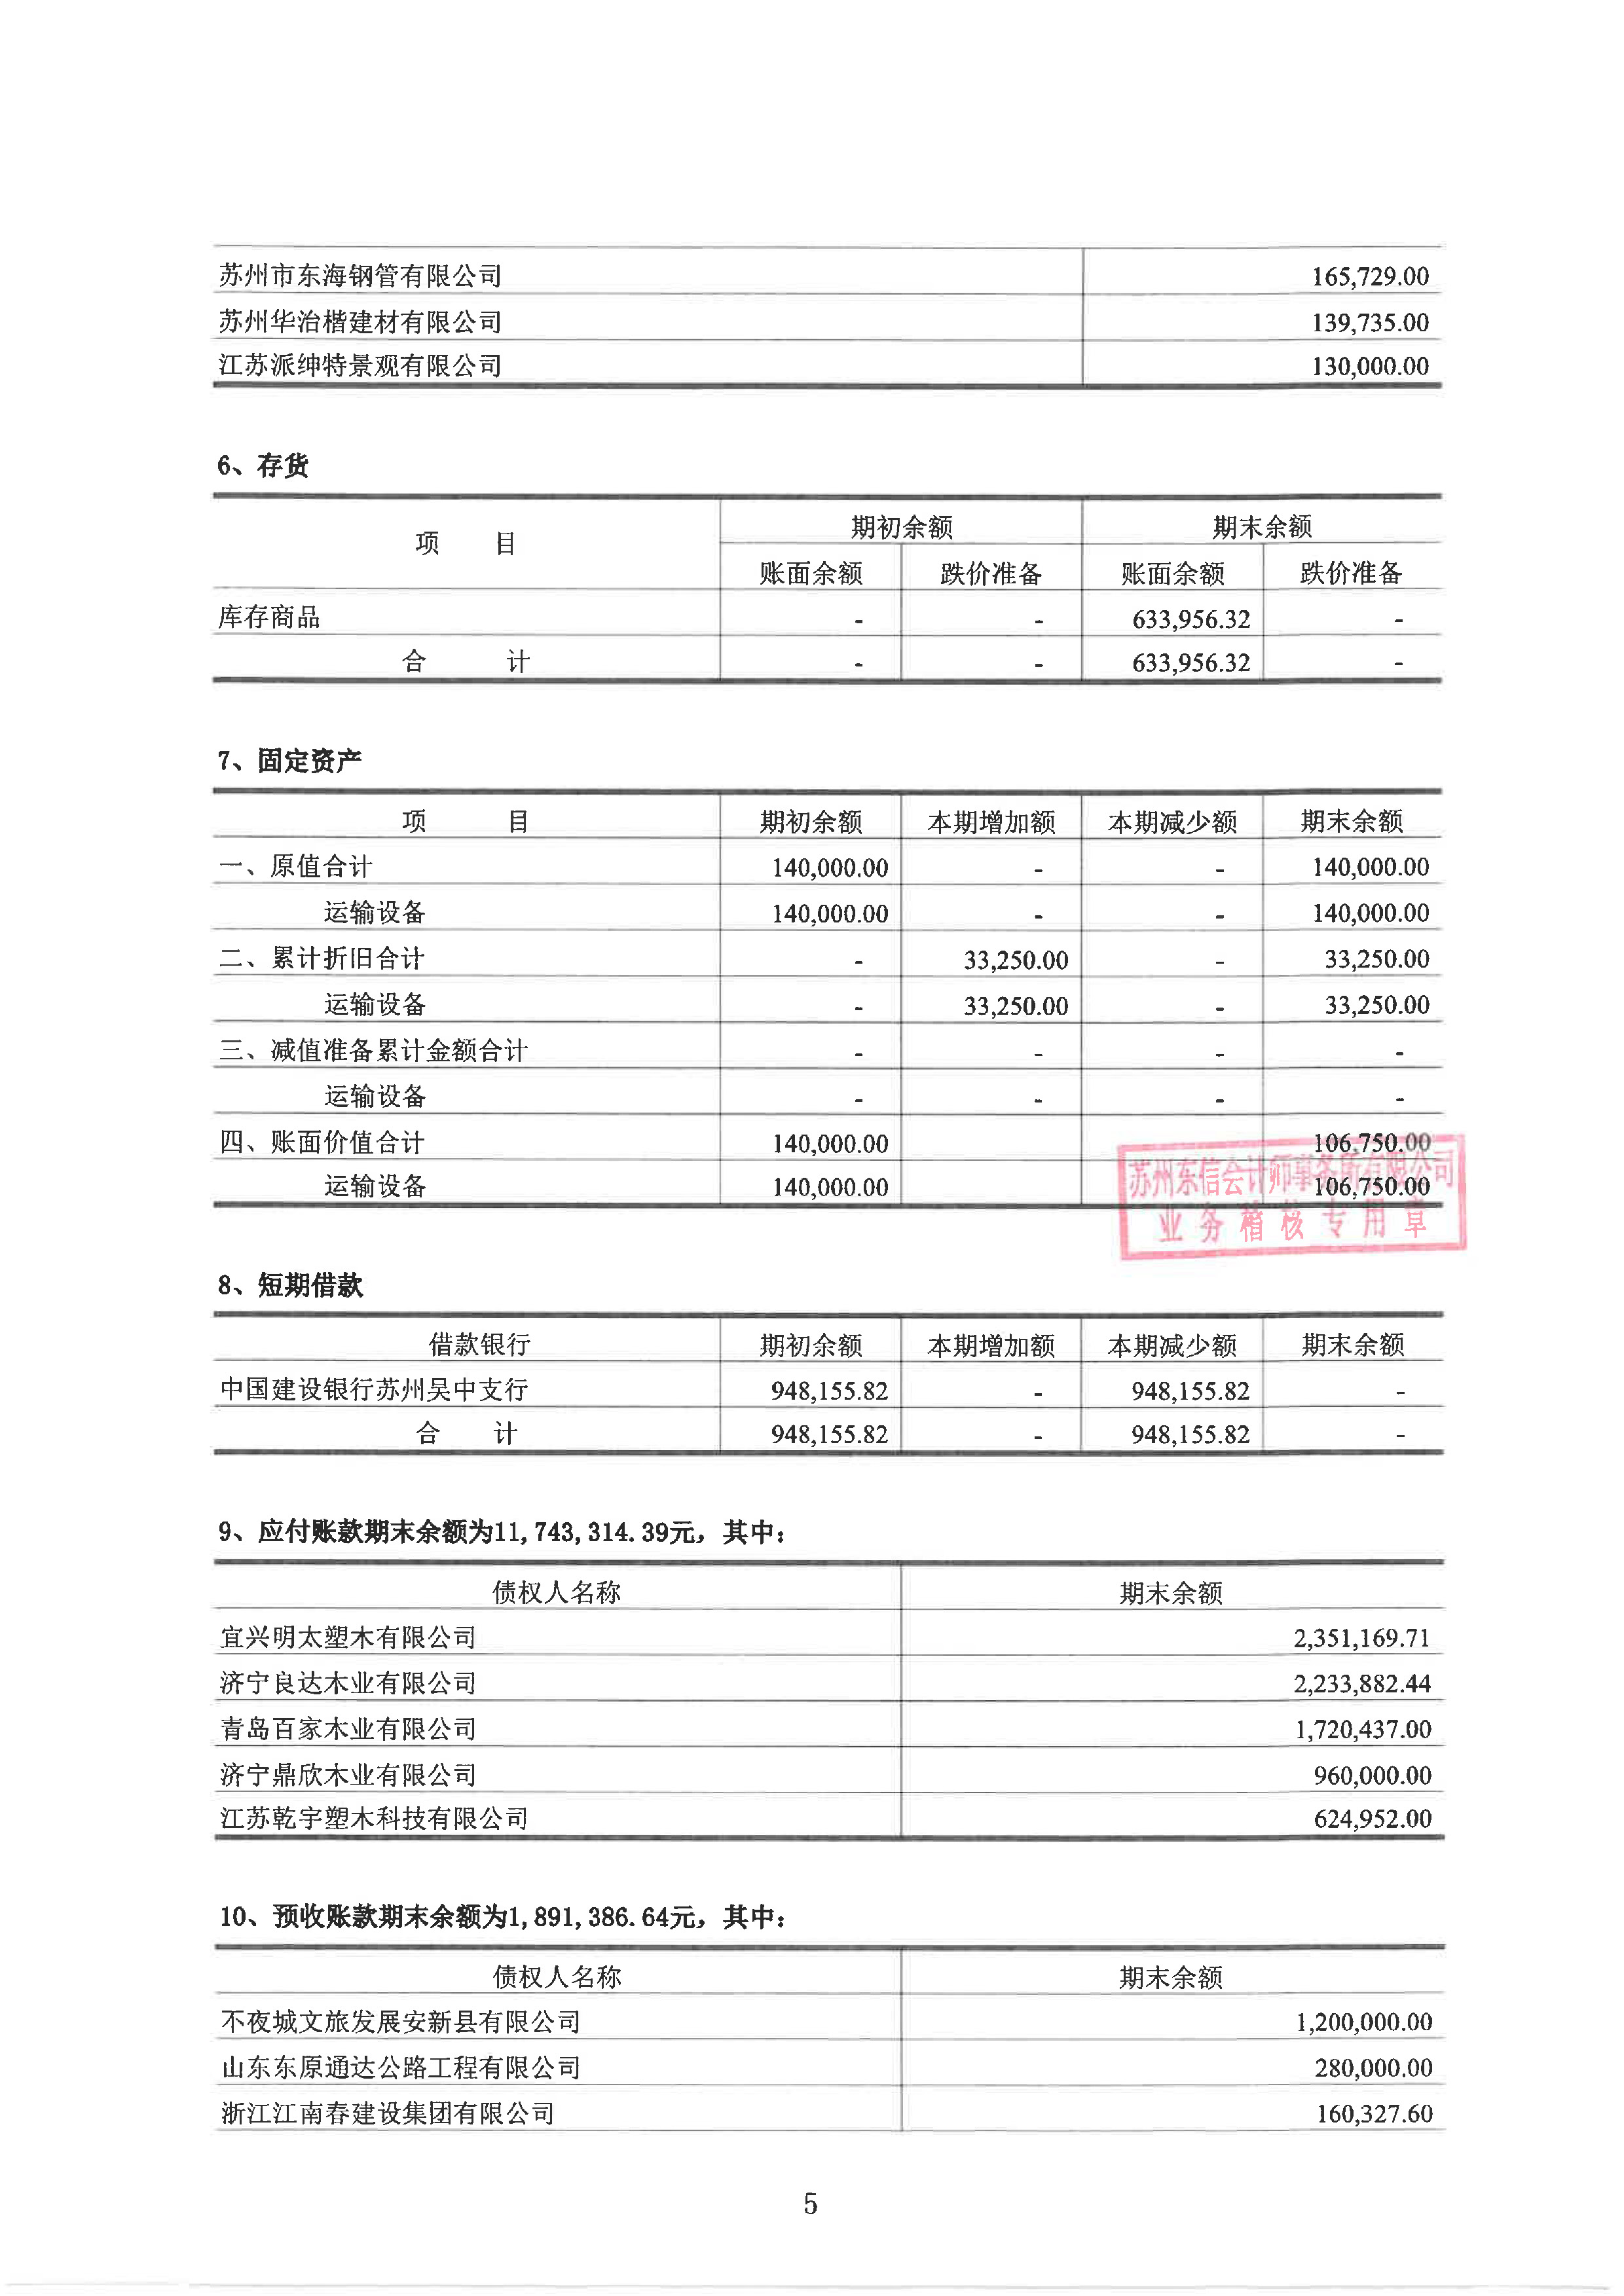 苏州市东海钢管有限公司 165,729.00
苏州华治楷建材有限公司 139,735.00
江苏派绅特景观有限公司 130,000.00
6、存货
项 目 期初余额 期末余额
账面余额 跌价准备 账面余额 跌价准备
库存商品 - - 633,956.32 -
合 计 - - 633,956.32 -
7、固定资产
项 目 期初余额 本期增加额 本期减少额 期末余额
一、原值合计 140,000.00 - - 140,000.00
运输设备 140,000.00 - - 140,000.00
二、累计折旧合计 - 33,250.00 - 33,250.00
运输设备 - 33,250.00 - 33,250.00
三、减值准备累计金额合计 - - - -
运输设备 - - - -
四、账面价值合计 140,000.00 106,750.00
运输设备 140,000.00 106,750.00
苏州东信会计师事务所有限公司
业务稽核专用章
8、短期借款
借款银行 期初余额 本期增加额 本期减少额 期末余额
中国建设银行苏州吴中支行 948,155.82 - 948,155.82 -
合 计 948,155.82 - 948,155.82 -
9、应付账款期末余额为11,743,314.39元，其中：
债权人名称 期末余额
宜兴明太塑木有限公司 2,351,169.71
济宁良达木业有限公司 2,233,882.44
青岛百家木业有限公司 1,720,437.00
济宁鼎欣木业有限公司 960,000.00
江苏乾宇塑木科技有限公司 624,952.00
10、预收账款期末余额为1,891,386.64元，其中：
债权人名称 期末余额
不夜城文旅发展安新县有限公司 1,200,000.00
山东东原通达公路工程有限公司 280,000.00
浙江江南春建设集团有限公司 160,327.60
5